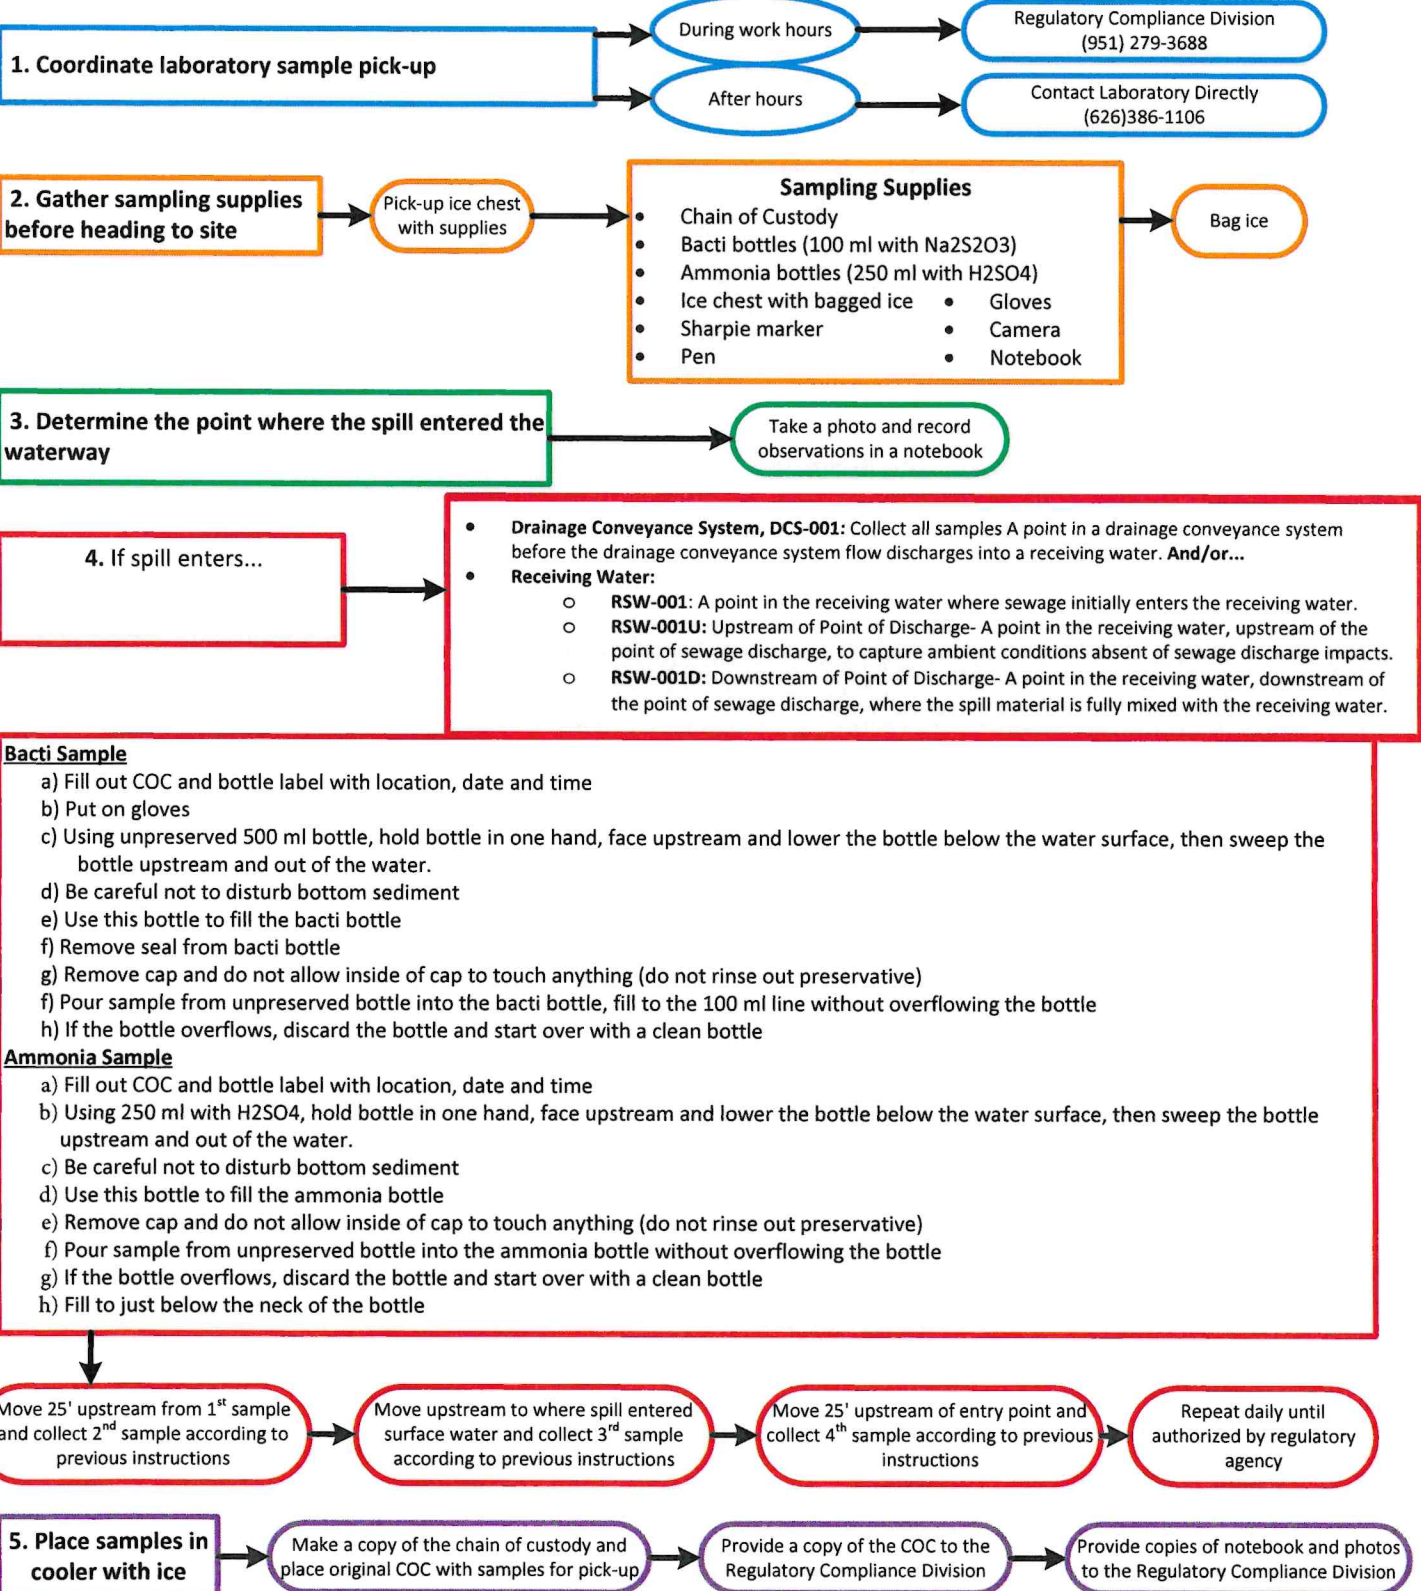 1. Coordinate laboratory sample pick-up
During work hours
Regulatory Compliance Division
(951) 279-3688
After hours
Contact Laboratory Directly
(626)386-1106
2. Gather sampling supplies
before heading to site
Pick-up ice chest
with supplies
Sampling Supplies
• Chain of Custody
• Bacti bottles (100 ml with Na2S2O3)
• Ammonia bottles (250 ml with H2SO4)
• Ice chest with bagged ice • Gloves
• Sharpie marker • Camera
• Pen • Notebook
Bag ice
3. Determine the point where the spill entered the
waterway
Take a photo and record
observations in a notebook
4. If spill enters...
• Drainage Conveyance System, DCS-001: Collect all samples A point in a drainage conveyance system
before the drainage conveyance system flow discharges into a receiving water. And/or...
• Receiving Water:
o RSW-001: A point in the receiving water where sewage initially enters the receiving water.
o RSW-001U: Upstream of Point of Discharge- A point in the receiving water, upstream of the
point of sewage discharge, to capture ambient conditions absent of sewage discharge impacts.
o RSW-001D: Downstream of Point of Discharge- A point in the receiving water, downstream of
the point of sewage discharge, where the spill material is fully mixed with the receiving water.
Bacti Sample
a) Fill out COC and bottle label with location, date and time
b) Put on gloves
c) Using unpreserved 500 ml bottle, hold bottle in one hand, face upstream and lower the bottle below the water surface, then sweep the
bottle upstream and out of the water.
d) Be careful not to disturb bottom sediment
e) Use this bottle to fill the bacti bottle
f) Remove seal from bacti bottle
g) Remove cap and do not allow inside of cap to touch anything (do not rinse out preservative)
f) Pour sample from unpreserved bottle into the bacti bottle, fill to the 100 ml line without overflowing the bottle
h) If the bottle overflows, discard the bottle and start over with a clean bottle
Ammonia Sample
a) Fill out COC and bottle label with location, date and time
b) Using 250 ml with H2SO4, hold bottle in one hand, face upstream and lower the bottle below the water surface, then sweep the bottle
upstream and out of the water.
c) Be careful not to disturb bottom sediment
d) Use this bottle to fill the ammonia bottle
e) Remove cap and do not allow inside of cap to touch anything (do not rinse out preservative)
f) Pour sample from unpreserved bottle into the ammonia bottle without overflowing the bottle
g) If the bottle overflows, discard the bottle and start over with a clean bottle
h) Fill to just below the neck of the bottle
Move 25' upstream from 1st sample
and collect 2nd sample according to
previous instructions
Move upstream to where spill entered
surface water and collect 3rd sample
according to previous instructions
Move 25' upstream of entry point and
collect 4th sample according to previous
instructions
Repeat daily until
authorized by regulatory
agency
5. Place samples in
cooler with ice
Make a copy of the chain of custody and
place original COC with samples for pick-up
Provide a copy of the COC to the
Regulatory Compliance Division
Provide copies of notebook and photos
to the Regulatory Compliance Division